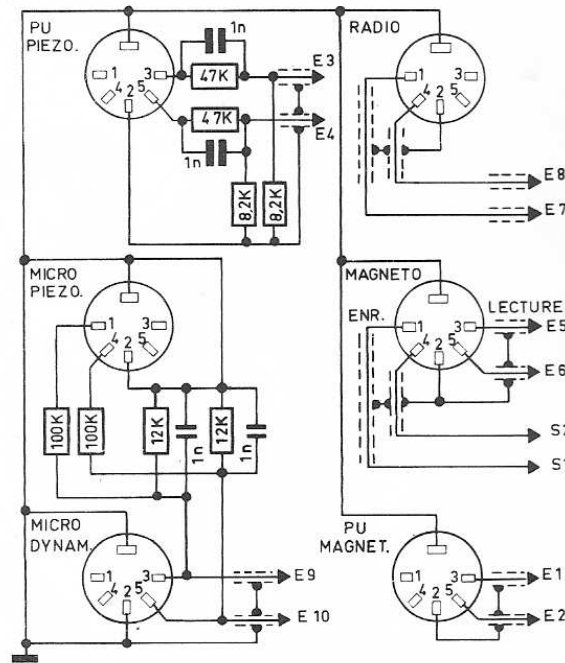 PU
PIEZO.
1
3
4
2
5
1n
47K
E3
47K
E4
1n
8,2K
8,2K
RADIO
1
3
4
2
5
E8
E7
MICRO
PIEZO.
1
3
4
2
5
100K
100K
12K
1n
12K
1n
MAGNETO
ENR.
LECTURE
1
3
4
2
5
E5
E6
S2
S1
MICRO
DYNAM.
1
3
4
2
5
E9
E10
PU
MAGNET.
1
3
4
2
5
E1
E2